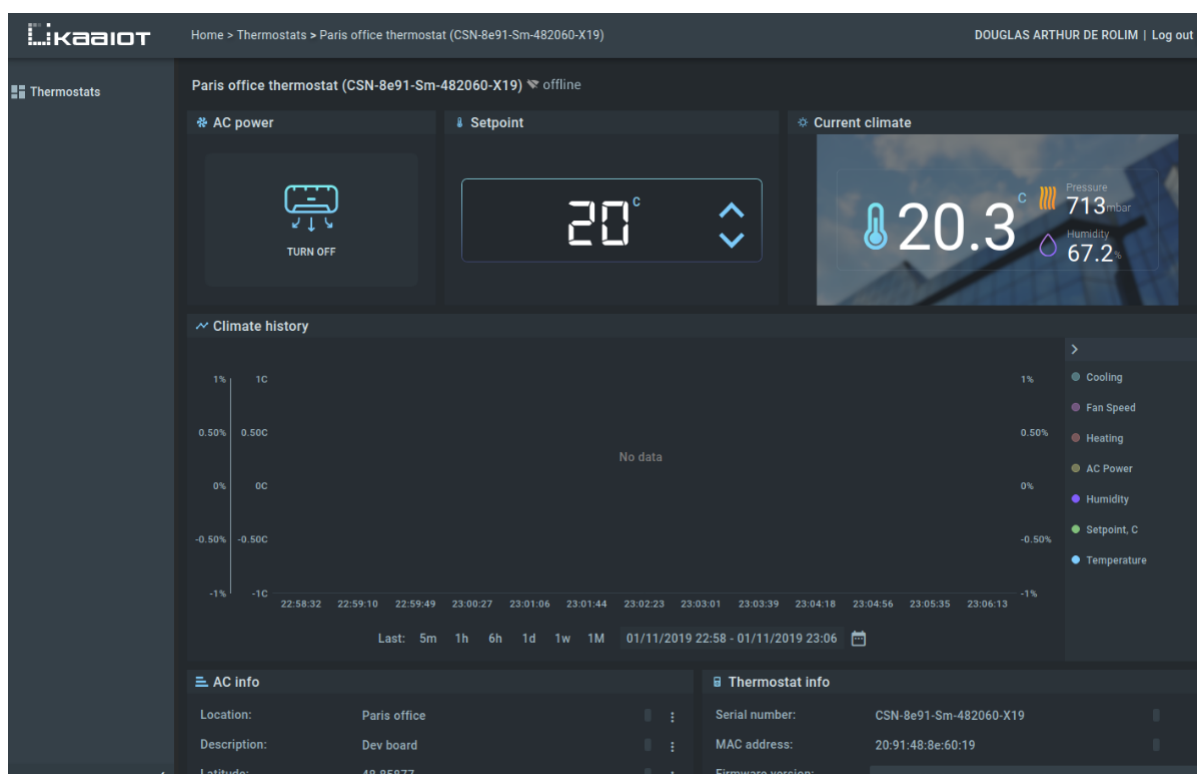 KaaIoT
Home > Thermostats > Paris office thermostat (CSN-8e91-Sm-482060-X19)
DOUGLAS ARTHUR DE ROLIM | Log out
Thermostats
Paris office thermostat (CSN-8e91-Sm-482060-X19) offline
AC power
TURN OFF
Setpoint
20 C
Current climate
20.3 C
Pressure
713 mbar
Humidity
67.2 %
Climate history
1% 1C
0.50% 0.50C
0% 0C
-0.50% -0.50C
-1% -1C
No data
1%
0.50%
0%
-0.50%
-1%
22:58:32 22:59:10 22:59:49 23:00:27 23:01:06 23:01:44 23:02:23 23:03:01 23:03:39 23:04:18 23:04:56 23:05:35 23:06:13
Last: 5m 1h 6h 1d 1w 1M 01/11/2019 22:58 - 01/11/2019 23:06
Cooling
Fan Speed
Heating
AC Power
Humidity
Setpoint, C
Temperature
AC info
Location: Paris office
Description: Dev board
Latitude: 48.85877
Thermostat info
Serial number: CSN-8e91-Sm-482060-X19
MAC address: 20:91:48:8e:60:19
Firmware version: